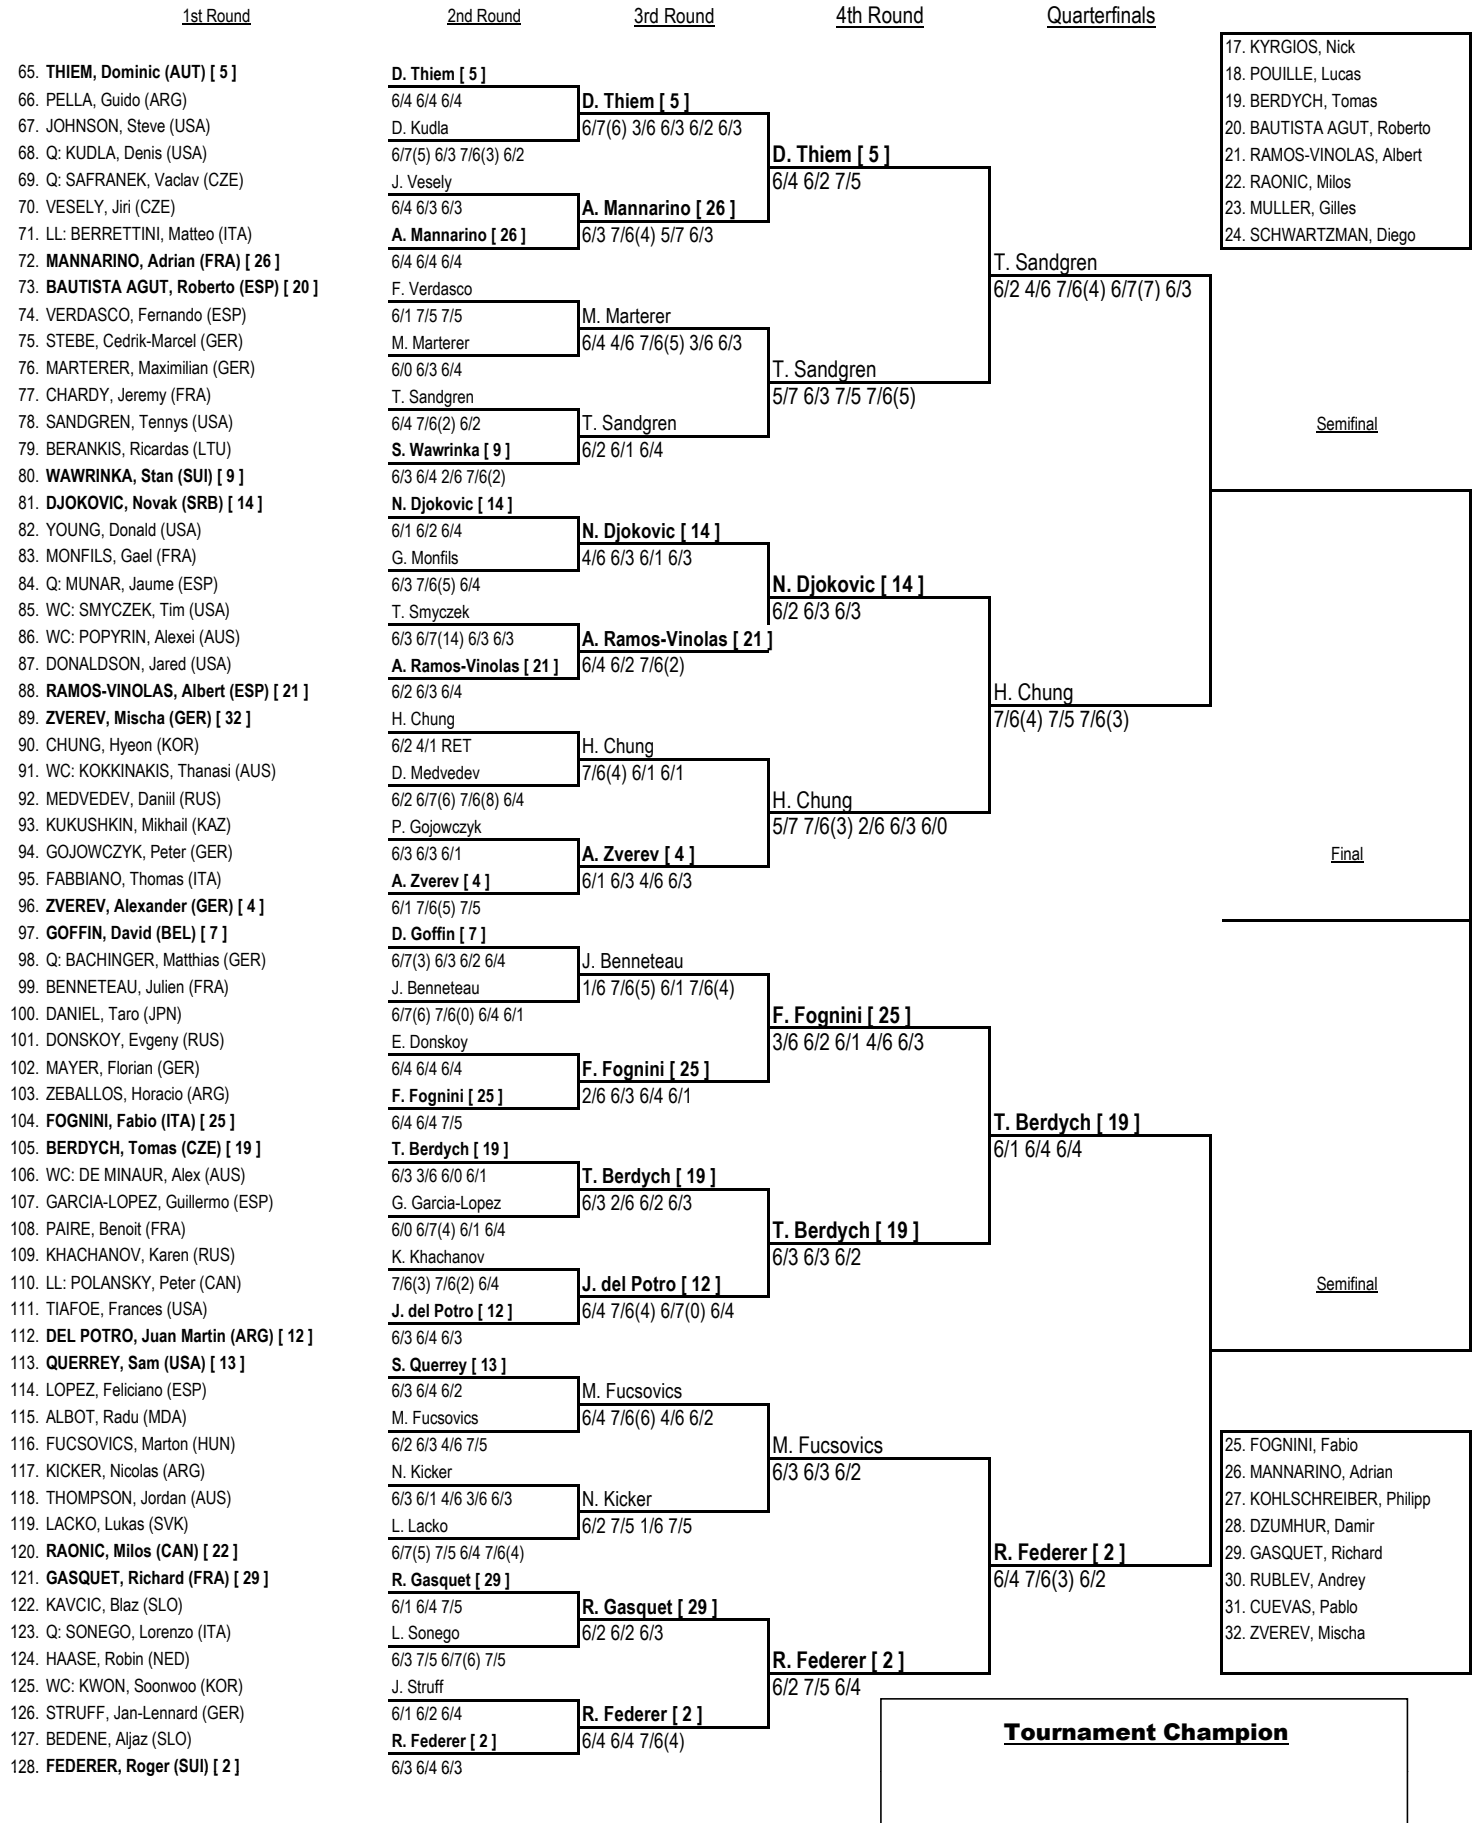 1st Round
2nd Round
3rd Round
4th Round
Quarterfinals
65. THIEM, Dominic (AUT) [ 5 ]
66. PELLA, Guido (ARG)
67. JOHNSON, Steve (USA)
68. Q: KUDLA, Denis (USA)
69. Q: SAFRANEK, Vaclav (CZE)
70. VESELY, Jiri (CZE)
71. LL: BERRETTINI, Matteo (ITA)
72. MANNARINO, Adrian (FRA) [ 26 ]
73. BAUTISTA AGUT, Roberto (ESP) [ 20 ]
74. VERDASCO, Fernando (ESP)
75. STEBE, Cedrik-Marcel (GER)
76. MARTERER, Maximilian (GER)
77. CHARDY, Jeremy (FRA)
78. SANDGREN, Tennys (USA)
79. BERANKIS, Ricardas (LTU)
80. WAWRINKA, Stan (SUI) [ 9 ]
81. DJOKOVIC, Novak (SRB) [ 14 ]
82. YOUNG, Donald (USA)
83. MONFILS, Gael (FRA)
84. Q: MUNAR, Jaume (ESP)
85. WC: SMYCZEK, Tim (USA)
86. WC: POPYRIN, Alexei (AUS)
87. DONALDSON, Jared (USA)
88. RAMOS-VINOLAS, Albert (ESP) [ 21 ]
89. ZVEREV, Mischa (GER) [ 32 ]
90. CHUNG, Hyeon (KOR)
91. WC: KOKKINAKIS, Thanasi (AUS)
92. MEDVEDEV, Daniil (RUS)
93. KUKUSHKIN, Mikhail (KAZ)
94. GOJOWCZYK, Peter (GER)
95. FABBIANO, Thomas (ITA)
96. ZVEREV, Alexander (GER) [ 4 ]
97. GOFFIN, David (BEL) [ 7 ]
98. Q: BACHINGER, Matthias (GER)
99. BENNETEAU, Julien (FRA)
100. DANIEL, Taro (JPN)
101. DONSKOY, Evgeny (RUS)
102. MAYER, Florian (GER)
103. ZEBALLOS, Horacio (ARG)
104. FOGNINI, Fabio (ITA) [ 25 ]
105. BERDYCH, Tomas (CZE) [ 19 ]
106. WC: DE MINAUR, Alex (AUS)
107. GARCIA-LOPEZ, Guillermo (ESP)
108. PAIRE, Benoit (FRA)
109. KHACHANOV, Karen (RUS)
110. LL: POLANSKY, Peter (CAN)
111. TIAFOE, Frances (USA)
112. DEL POTRO, Juan Martin (ARG) [ 12 ]
113. QUERREY, Sam (USA) [ 13 ]
114. LOPEZ, Feliciano (ESP)
115. ALBOT, Radu (MDA)
116. FUCSOVICS, Marton (HUN)
117. KICKER, Nicolas (ARG)
118. THOMPSON, Jordan (AUS)
119. LACKO, Lukas (SVK)
120. RAONIC, Milos (CAN) [ 22 ]
121. GASQUET, Richard (FRA) [ 29 ]
122. KAVCIC, Blaz (SLO)
123. Q: SONEGO, Lorenzo (ITA)
124. HAASE, Robin (NED)
125. WC: KWON, Soonwoo (KOR)
126. STRUFF, Jan-Lennard (GER)
127. BEDENE, Aljaz (SLO)
128. FEDERER, Roger (SUI) [ 2 ]
D. Thiem [ 5 ]
6/4 6/4 6/4
D. Kudla
6/7(5) 6/3 7/6(3) 6/2
J. Vesely
6/4 6/3 6/3
A. Mannarino [ 26 ]
6/4 6/4 6/4
F. Verdasco
6/1 7/5 7/5
M. Marterer
6/0 6/3 6/4
T. Sandgren
6/4 7/6(2) 6/2
S. Wawrinka [ 9 ]
6/3 6/4 2/6 7/6(2)
N. Djokovic [ 14 ]
6/1 6/2 6/4
G. Monfils
6/3 7/6(5) 6/4
T. Smyczek
6/3 6/7(14) 6/3 6/3
A. Ramos-Vinolas [ 21 ]
6/2 6/3 6/4
H. Chung
6/2 4/1 RET
D. Medvedev
6/2 6/7(6) 7/6(8) 6/4
P. Gojowczyk
6/3 6/3 6/1
A. Zverev [ 4 ]
6/1 7/6(5) 7/5
D. Goffin [ 7 ]
6/7(3) 6/3 6/2 6/4
J. Benneteau
6/7(6) 7/6(0) 6/4 6/1
E. Donskoy
6/4 6/4 6/4
F. Fognini [ 25 ]
6/4 6/4 7/5
T. Berdych [ 19 ]
6/3 3/6 6/0 6/1
G. Garcia-Lopez
6/0 6/7(4) 6/1 6/4
K. Khachanov
7/6(3) 7/6(2) 6/4
J. del Potro [ 12 ]
6/3 6/4 6/3
S. Querrey [ 13 ]
6/3 6/4 6/2
M. Fucsovics
6/2 6/3 4/6 7/5
N. Kicker
6/3 6/1 4/6 3/6 6/3
L. Lacko
6/7(5) 7/5 6/4 7/6(4)
R. Gasquet [ 29 ]
6/1 6/4 7/5
L. Sonego
6/3 7/5 6/7(6) 7/5
J. Struff
6/1 6/2 6/4
R. Federer [ 2 ]
6/3 6/4 6/3
D. Thiem [ 5 ]
6/7(6) 3/6 6/3 6/2 6/3
A. Mannarino [ 26 ]
6/3 7/6(4) 5/7 6/3
M. Marterer
6/4 4/6 7/6(5) 3/6 6/3
T. Sandgren
6/2 6/1 6/4
N. Djokovic [ 14 ]
4/6 6/3 6/1 6/3
A. Ramos-Vinolas [ 21 ]
6/4 6/2 7/6(2)
H. Chung
7/6(4) 6/1 6/1
A. Zverev [ 4 ]
6/1 6/3 4/6 6/3
J. Benneteau
1/6 7/6(5) 6/1 7/6(4)
F. Fognini [ 25 ]
2/6 6/3 6/4 6/1
T. Berdych [ 19 ]
6/3 2/6 6/2 6/3
J. del Potro [ 12 ]
6/4 7/6(4) 6/7(0) 6/4
M. Fucsovics
6/4 7/6(6) 4/6 6/2
N. Kicker
6/2 7/5 1/6 7/5
R. Gasquet [ 29 ]
6/2 6/2 6/3
R. Federer [ 2 ]
6/4 6/4 7/6(4)
D. Thiem [ 5 ]
6/4 6/2 7/5
T. Sandgren
5/7 6/3 7/5 7/6(5)
N. Djokovic [ 14 ]
6/2 6/3 6/3
H. Chung
5/7 7/6(3) 2/6 6/3 6/0
F. Fognini [ 25 ]
3/6 6/2 6/1 4/6 6/3
T. Berdych [ 19 ]
6/3 6/3 6/2
M. Fucsovics
6/3 6/3 6/2
R. Federer [ 2 ]
6/2 7/5 6/4
T. Sandgren
6/2 4/6 7/6(4) 6/7(7) 6/3
H. Chung
7/6(4) 7/5 7/6(3)
T. Berdych [ 19 ]
6/1 6/4 6/4
R. Federer [ 2 ]
6/4 7/6(3) 6/2
17. KYRGIOS, Nick
18. POUILLE, Lucas
19. BERDYCH, Tomas
20. BAUTISTA AGUT, Roberto
21. RAMOS-VINOLAS, Albert
22. RAONIC, Milos
23. MULLER, Gilles
24. SCHWARTZMAN, Diego
Semifinal
Final
Semifinal
25. FOGNINI, Fabio
26. MANNARINO, Adrian
27. KOHLSCHREIBER, Philipp
28. DZUMHUR, Damir
29. GASQUET, Richard
30. RUBLEV, Andrey
31. CUEVAS, Pablo
32. ZVEREV, Mischa
Tournament Champion